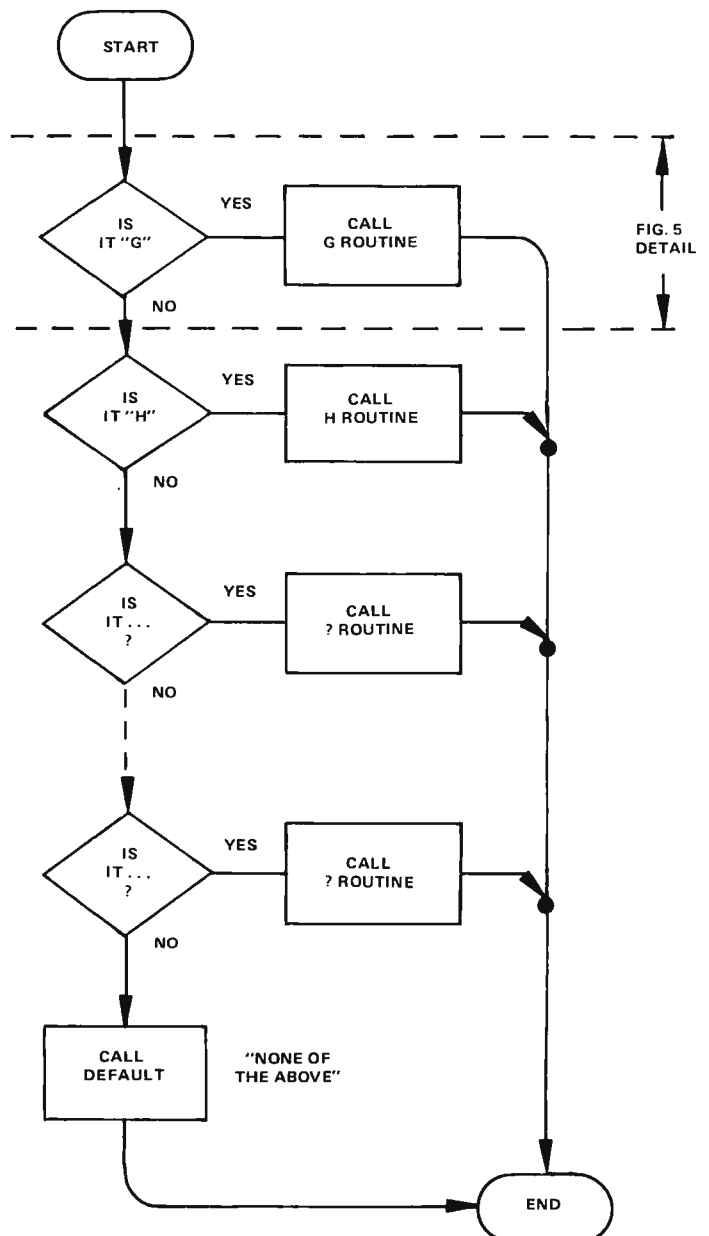 START
IS
IT "G"
YES
CALL
G ROUTINE
FIG. 5
DETAIL
NO
IS
IT "H"
YES
CALL
H ROUTINE
NO
IS
IT . . .
?
YES
CALL
? ROUTINE
NO
IS
IT . . .
?
YES
CALL
? ROUTINE
NO
CALL
DEFAULT
"NONE OF
THE ABOVE"
END